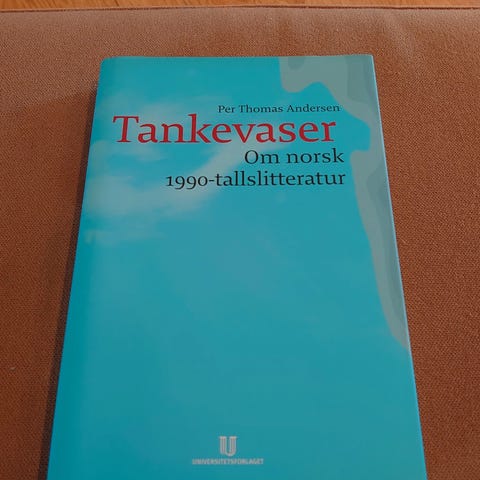 Per Thomas Andersen
Tankevaser
Om norsk
1990-tallslitteratur
U
UNIVERSITETSFORLAGET